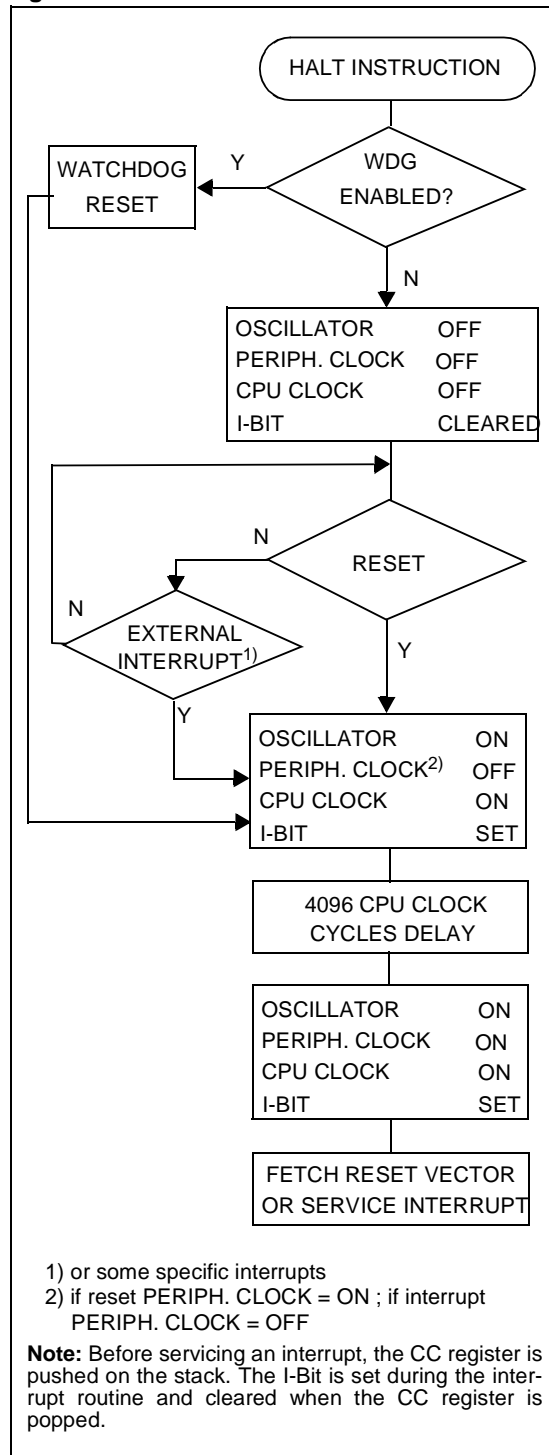 HALT INSTRUCTION
WDG
ENABLED?
Y
WATCHDOG
RESET
N
OSCILLATOR OFF
PERIPH. CLOCK OFF
CPU CLOCK OFF
I-BIT CLEARED
N
RESET
N
EXTERNAL
INTERRUPT1)
Y
Y
OSCILLATOR ON
PERIPH. CLOCK2) OFF
CPU CLOCK ON
I-BIT SET
4096 CPU CLOCK
CYCLES DELAY
OSCILLATOR ON
PERIPH. CLOCK ON
CPU CLOCK ON
I-BIT SET
FETCH RESET VECTOR
OR SERVICE INTERRUPT
1) or some specific interrupts
2) if reset PERIPH. CLOCK = ON ; if interrupt
PERIPH. CLOCK = OFF
Note: Before servicing an interrupt, the CC register is
pushed on the stack. The I-Bit is set during the inter-
rupt routine and cleared when the CC register is
popped.